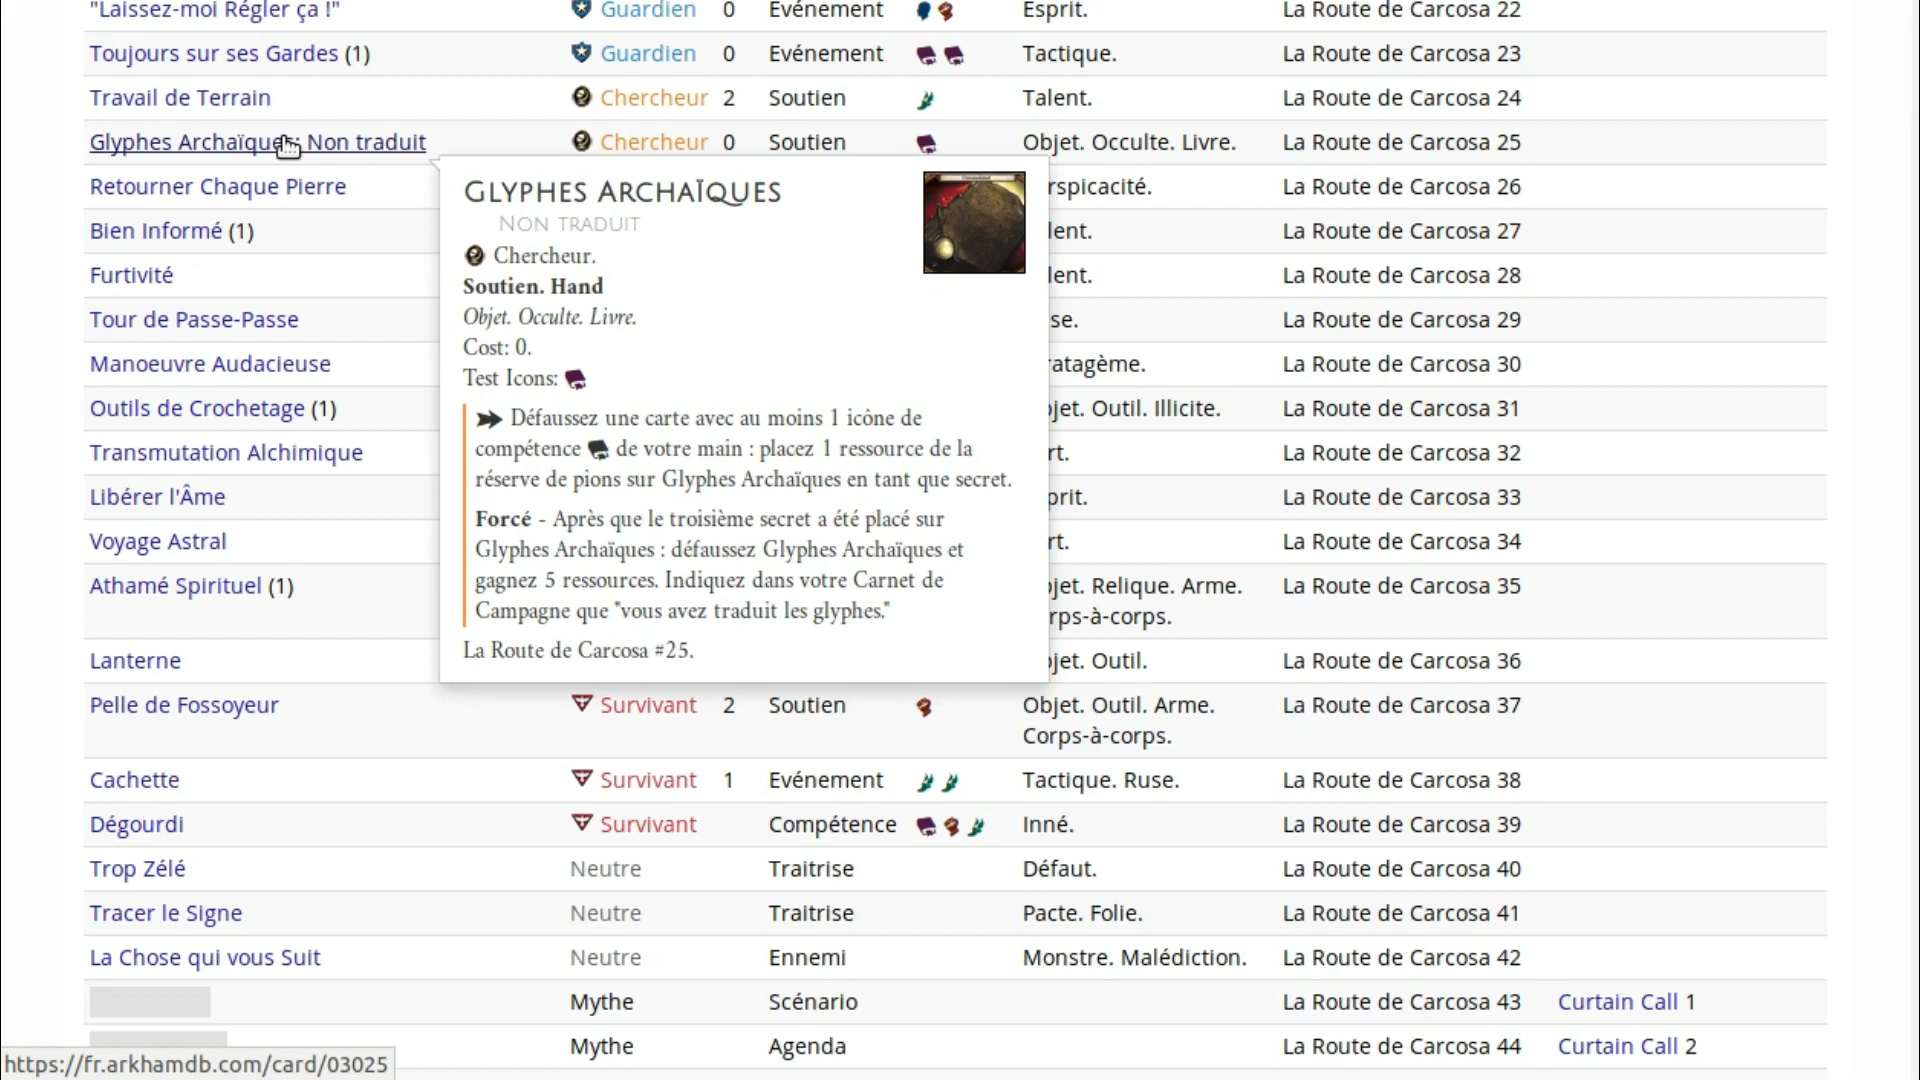 "Laissez-moi Régler ça !" Guardien 0 Evénement Esprit. La Route de Carcosa 22
Toujours sur ses Gardes (1) Guardien 0 Evénement Tactique. La Route de Carcosa 23
Travail de Terrain Chercheur 2 Soutien Talent. La Route de Carcosa 24
Glyphes Archaïques: Non traduit Chercheur 0 Soutien Objet. Occulte. Livre. La Route de Carcosa 25
Retourner Chaque Pierre rspicacité. La Route de Carcosa 26
Bien Informé (1) lent. La Route de Carcosa 27
Furtivité lent. La Route de Carcosa 28
Tour de Passe-Passe se. La Route de Carcosa 29
Manoeuvre Audacieuse ratagème. La Route de Carcosa 30
Outils de Crochetage (1) jet. Outil. Illicite. La Route de Carcosa 31
Transmutation Alchimique rt. La Route de Carcosa 32
Libérer l'Âme prit. La Route de Carcosa 33
Voyage Astral rt. La Route de Carcosa 34
Athamé Spirituel (1) jet. Relique. Arme. La Route de Carcosa 35
rps-à-corps.
Lanterne jet. Outil. La Route de Carcosa 36
GLYPHES ARCHAÏQUES
NON TRADUIT
Chercheur.
Soutien. Hand
Objet. Occulte. Livre.
Cost: 0.
Test Icons:
Défaussez une carte avec au moins 1 icône de
compétence de votre main : placez 1 ressource de la
réserve de pions sur Glyphes Archaïques en tant que secret.
Forcé - Après que le troisième secret a été placé sur
Glyphes Archaïques : défaussez Glyphes Archaïques et
gagnez 5 ressources. Indiquez dans votre Carnet de
Campagne que "vous avez traduit les glyphes."
La Route de Carcosa #25.
Pelle de Fossoyeur Survivant 2 Soutien Objet. Outil. Arme. La Route de Carcosa 37
Corps-à-corps.
Cachette Survivant 1 Evénement Tactique. Ruse. La Route de Carcosa 38
Dégourdi Survivant Compétence Inné. La Route de Carcosa 39
Trop Zélé Neutre Traitrise Défaut. La Route de Carcosa 40
Tracer le Signe Neutre Traitrise Pacte. Folie. La Route de Carcosa 41
La Chose qui vous Suit Neutre Ennemi Monstre. Malédiction. La Route de Carcosa 42
Mythe Scénario La Route de Carcosa 43 Curtain Call 1
Mythe Agenda La Route de Carcosa 44 Curtain Call 2
https://fr.arkhamdb.com/card/03025